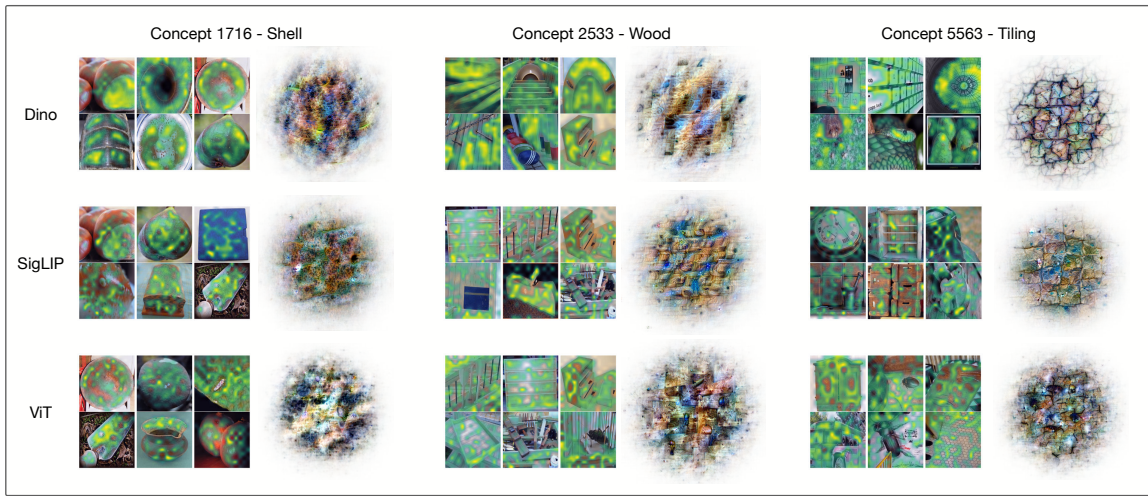 Concept 1716 - Shell
Concept 2533 - Wood
Concept 5563 - Tiling
Dino
SigLIP
ViT